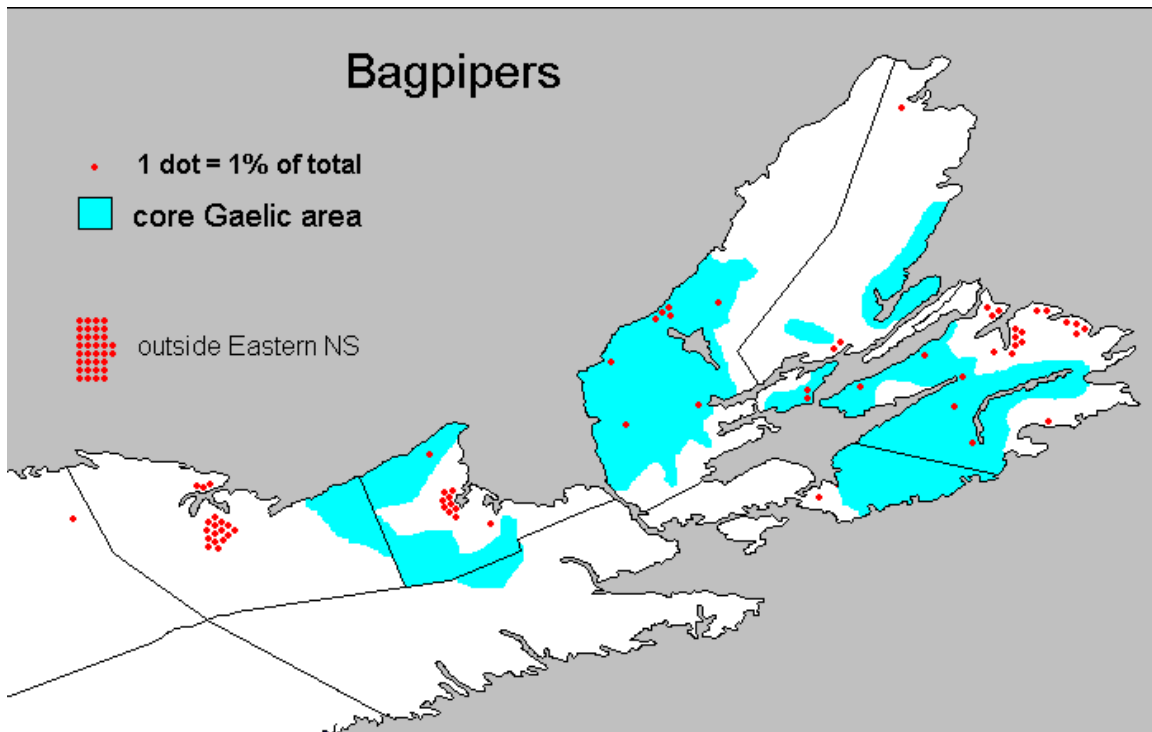 Bagpipers
1 dot = 1% of total
core Gaelic area
outside Eastern NS